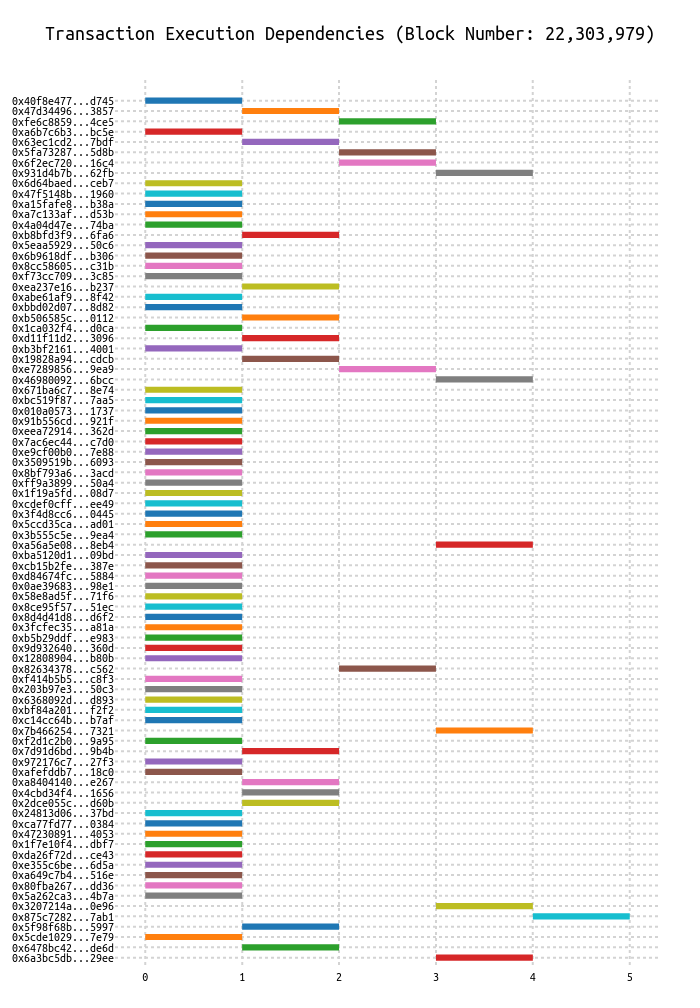 Transaction Execution Dependencies (Block Number: 22,303,979)
0x40f8e477...d745
0x47d34496...3857
0xfe6c8859...4ce5
0xa6b7c6b3...bc5e
0x63ec1cd2...7bdf
0x5fa73287...5d8b
0x6f2ec720...16c4
0x931d4b7b...62fb
0x6d64baed...ceb7
0x47f5148b...1960
0xa15fafe8...b38a
0xa7c133af...d53b
0x4a04d47e...74ba
0xb8bfd3f9...6fa6
0x5eaa5929...50c6
0x6b9618df...b306
0x8cc58605...c31b
0xf73cc709...3c85
0xea237e16...b237
0xabe61af9...8f42
0xbbd02d07...8d82
0xb506585c...0112
0x1ca032f4...d0ca
0xd11f11d2...3096
0xb3bf2161...4001
0x19828a94...cdcb
0xe7289856...9ea9
0x46980092...6bcc
0x671ba6c7...8e74
0xbc519f87...7aa5
0x010a0573...1737
0x91b556cd...921f
0xeea72914...362d
0x7ac6ec44...c7d0
0xe9cf00b0...7e88
0x3509519b...6093
0x8bf793a6...3acd
0xff9a3899...50a4
0x1f19a5fd...08d7
0xcdef0cff...ee49
0x3f4d8cc6...0445
0x5ccd35ca...ad01
0x3b555c5e...9ea4
0xa56a5e08...8eb4
0xba5120d1...09bd
0xcb15b2fe...387e
0xd84674fc...5884
0x0ae39683...98e1
0x58e8ad5f...71f6
0x8ce95f57...51ec
0x8d4d41d8...d6f2
0x3fcfec35...a81a
0xb5b29ddf...e983
0x9d932640...360d
0x12808904...b80b
0x82634378...c562
0xf414b5b5...c8f3
0x203b97e3...50c3
0x6368092d...d893
0xbf84a201...f2f2
0xc14cc64b...b7af
0x7b466254...7321
0xf2d1c2b0...9a95
0x7d91d6bd...9b4b
0x972176c7...27f3
0xafefddb7...18c0
0xa8404140...e267
0x4cbd34f4...1656
0x2dce055c...d60b
0x24813d06...37bd
0xca77fd77...0384
0x47230891...4053
0x1f7e10f4...dbf7
0xda26f72d...ce43
0xe355c6be...6d5a
0xa649c7b4...516e
0x80fba267...dd36
0x5a262ca3...4b7a
0x3207214a...0e96
0x875c7282...7ab1
0x5f98f68b...5997
0x5cde1029...7e79
0x6478bc42...de6d
0x6a3bc5db...29ee
0 1 2 3 4 5